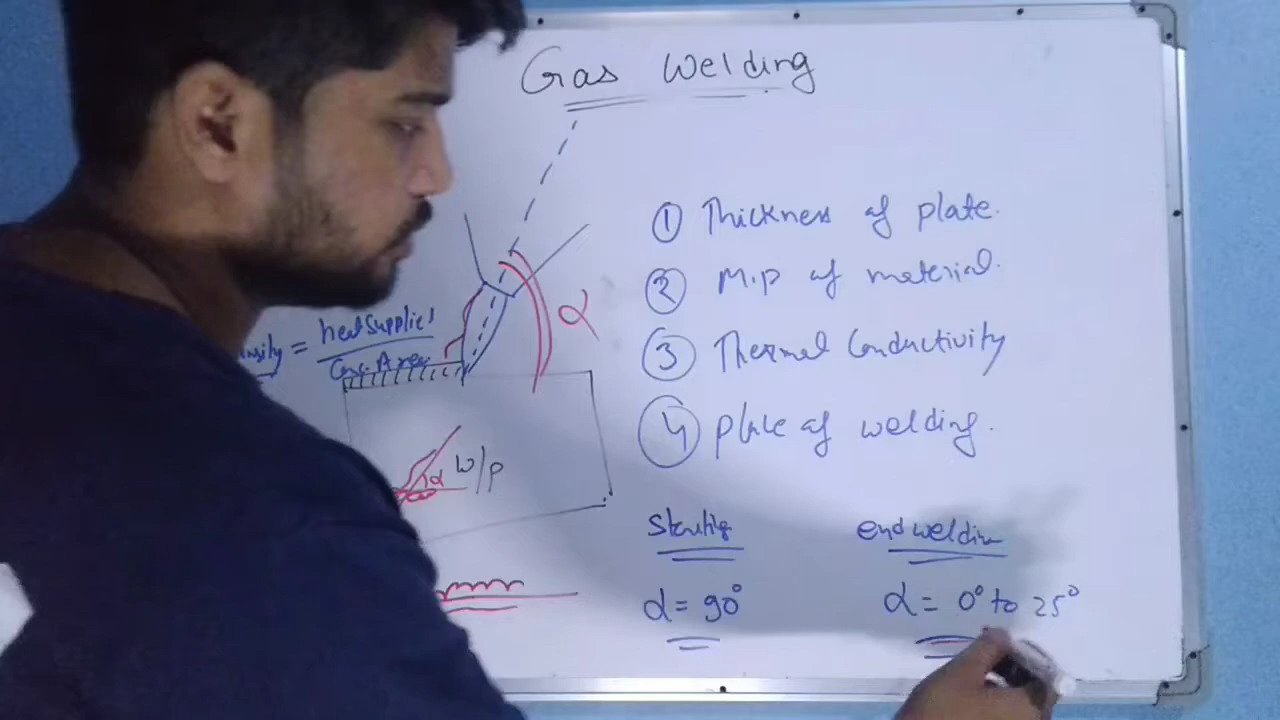 Gas Welding
① Thickness of plate.
② M.P of material.
③ Thermal Conductivity
④ Place of welding.
α
= heat supplied
Area
α W/P
Starting
α = 90°
end welding
α = 0° to 25°